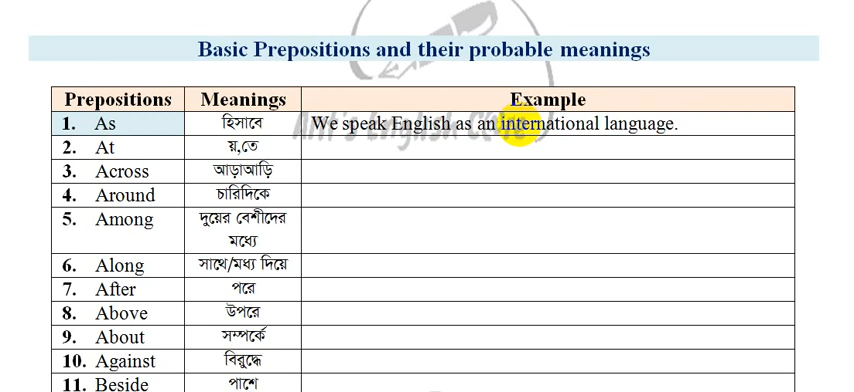 Basic Prepositions and their probable meanings
Prepositions Meanings Example
1. As হিসাবে We speak English as an international language.
2. At য়,তে
3. Across আড়াআড়ি
4. Around চারিদিকে
5. Among দুয়ের বেশীদের
মধ্যে
6. Along সাথে/মধ্য দিয়ে
7. After পরে
8. Above উপরে
9. About সম্পর্কে
10. Against বিরুদ্ধে
11. Beside পাশে